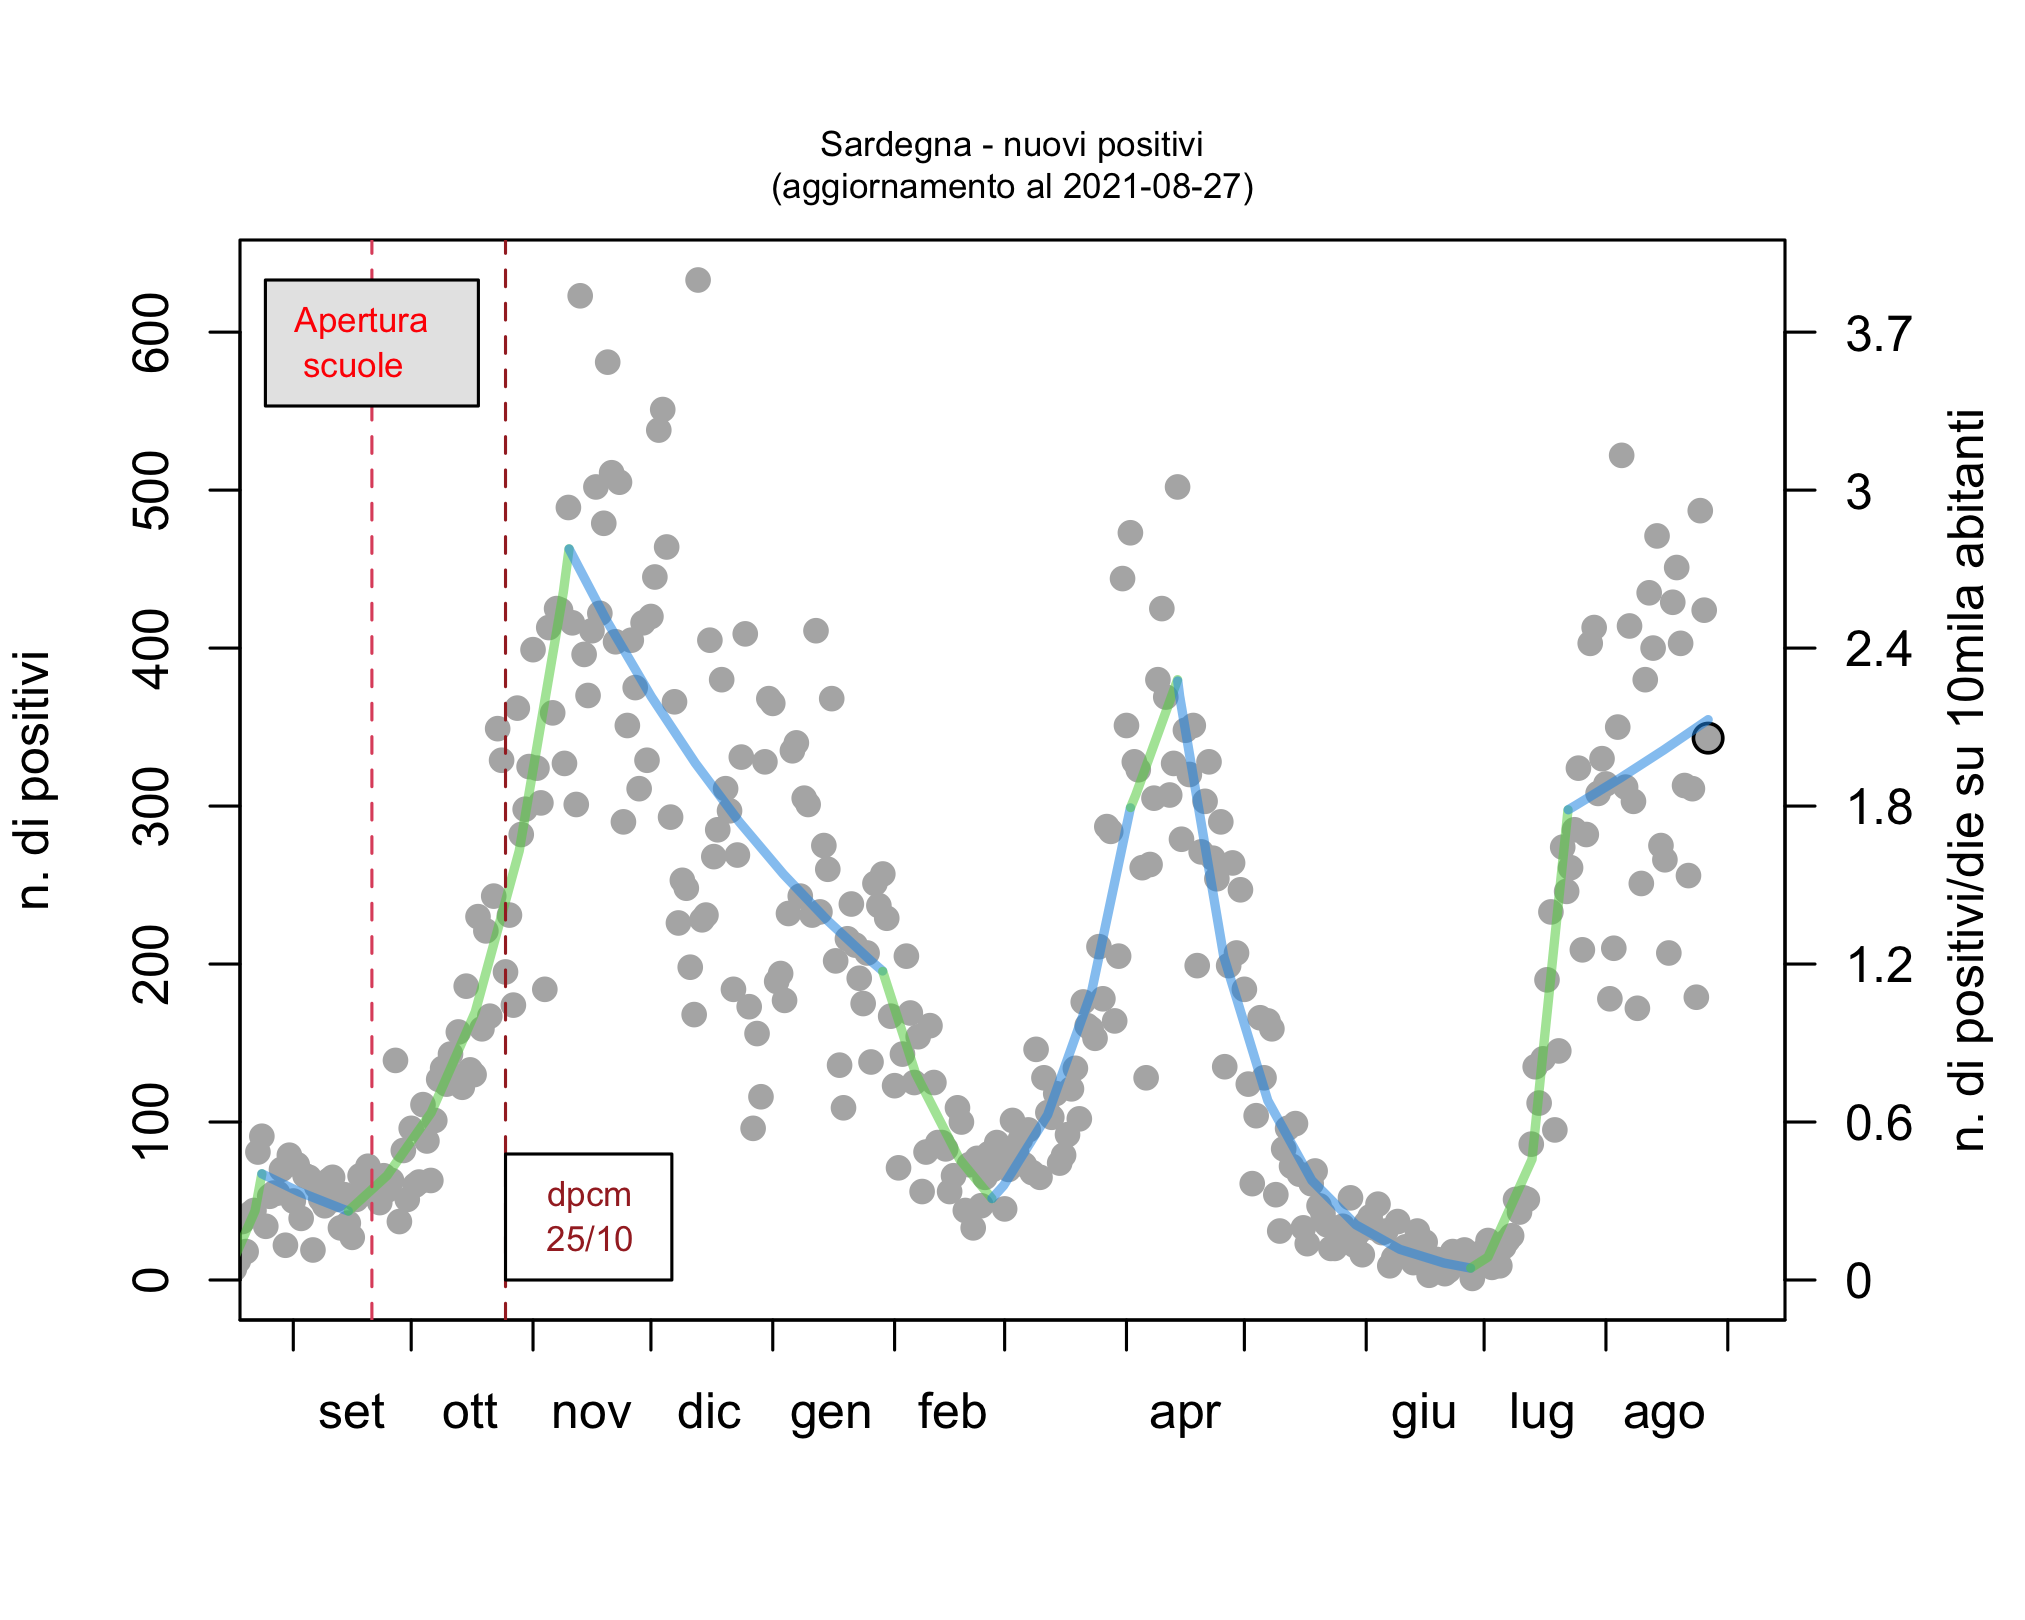 Sardegna - nuovi positivi
(aggiornamento al 2021-08-27)
Apertura
scuole
dpcm
25/10
n. di positivi
0
100
200
300
400
500
600
n. di positivi/die su 10mila abitanti
0
0.6
1.2
1.8
2.4
3
3.7
set ott nov dic gen feb apr giu lug ago